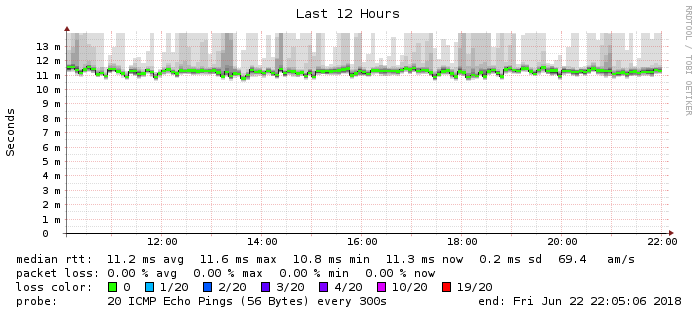 Last 12 Hours
RRDTOOL / TOBI OETIKER
Seconds
13 m
12 m
11 m
10 m
9 m
8 m
7 m
6 m
5 m
4 m
3 m
2 m
1 m
0
12:00 14:00 16:00 18:00 20:00 22:00
median rtt: 11.2 ms avg 11.6 ms max 10.8 ms min 11.3 ms now 0.2 ms sd 69.4 am/s
packet loss: 0.00 % avg 0.00 % max 0.00 % min 0.00 % now
loss color: 0 1/20 2/20 3/20 4/20 10/20 19/20
probe: 20 ICMP Echo Pings (56 Bytes) every 300s end: Fri Jun 22 22:05:06 2018